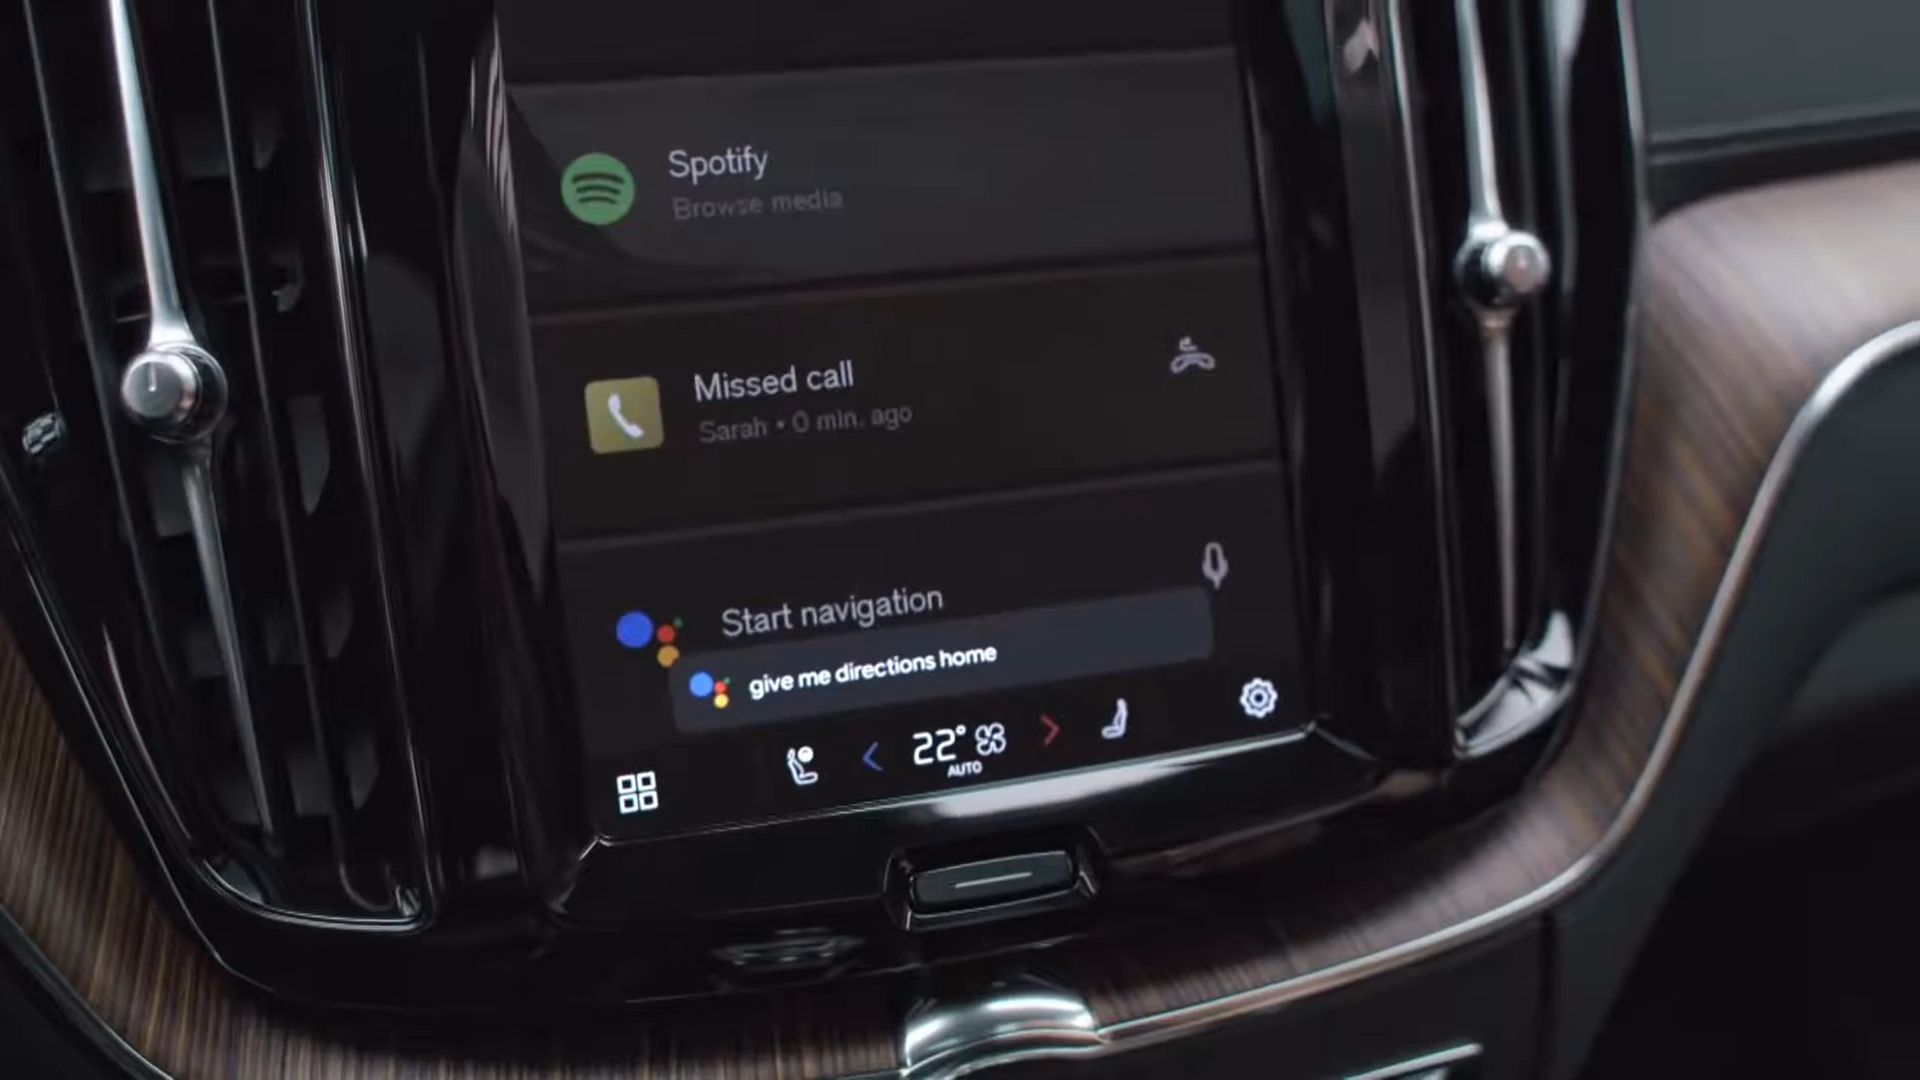 Spotify
Browse media
Missed call
Sarah • 0 min. ago
Start navigation
give me directions home
22°
AUTO